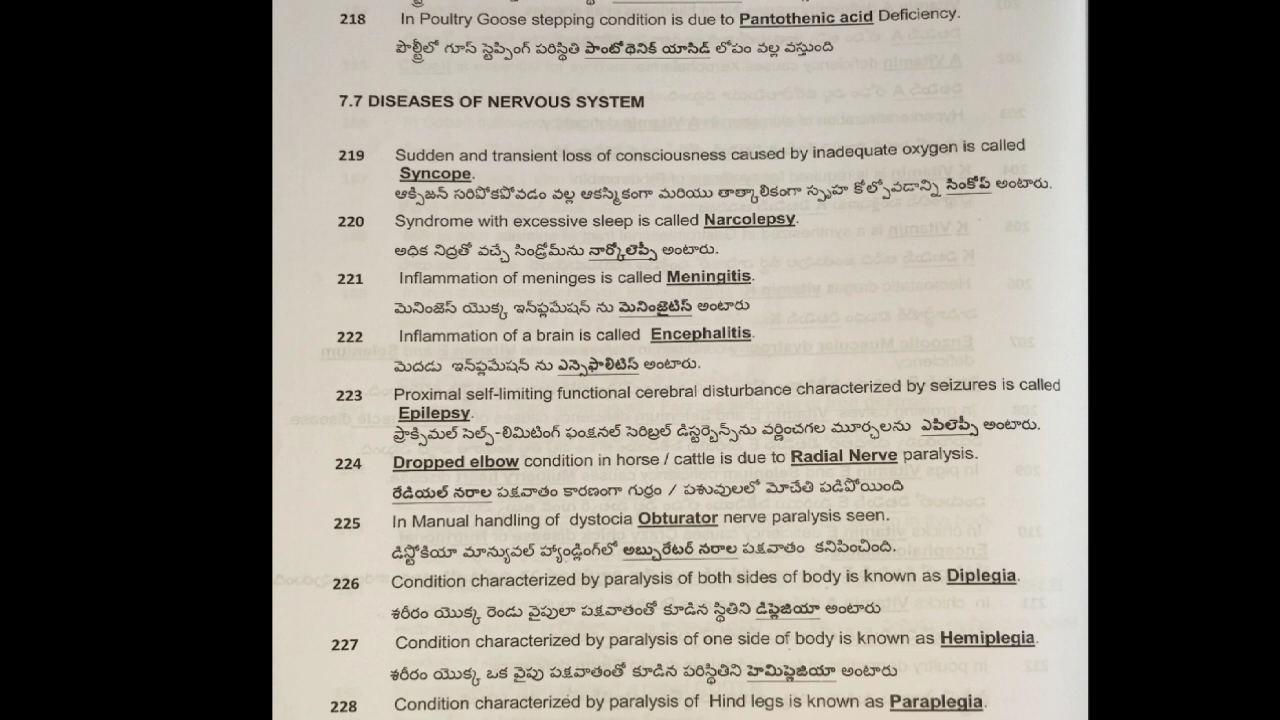 218 In Poultry Goose stepping condition is due to Pantothenic acid Deficiency.
పౌల్ట్రీలో గూస్ స్టెప్పింగ్ పరిస్థితి పాంటోథెనిక్ యాసిడ్ లోపం వల్ల వస్తుంది
7.7 DISEASES OF NERVOUS SYSTEM
219 Sudden and transient loss of consciousness caused by inadequate oxygen is called
Syncope.
ఆక్సిజన్ సరిపోకపోవడం వల్ల ఆకస్మికంగా మరియు తాత్కాలికంగా స్పృహ కోల్పోవడాన్ని సింకోప్ అంటారు.
220 Syndrome with excessive sleep is called Narcolepsy.
అధిక నిద్రతో వచ్చే సిండ్రోమ్‌ను నార్కోలెప్సీ అంటారు.
221 Inflammation of meninges is called Meningitis.
మెనింజెస్ యొక్క ఇన్‌ఫ్లమేషన్ ను మెనింజైటిస్ అంటారు
222 Inflammation of a brain is called Encephalitis.
మెదడు ఇన్‌ఫ్లమేషన్ ను ఎన్సెఫాలిటిస్ అంటారు.
223 Proximal self-limiting functional cerebral disturbance characterized by seizures is called
Epilepsy.
ప్రాక్సిమల్ సెల్ఫ్-లిమిటింగ్ ఫంక్షనల్ సెరిబ్రల్ డిస్టర్బెన్స్‌ను వర్ణించగల మూర్ఛలను ఎపిలెప్సీ అంటారు.
224 Dropped elbow condition in horse / cattle is due to Radial Nerve paralysis.
రేడియల్ నరాల పక్షవాతం కారణంగా గుర్రం / పశువులలో మోచేతి పడిపోయింది
225 In Manual handling of dystocia Obturator nerve paralysis seen.
డిస్టోకియా మాన్యువల్ హ్యాండ్లింగ్‌లో అబ్బురేటర్ నరాల పక్షవాతం కనిపించింది.
226 Condition characterized by paralysis of both sides of body is known as Diplegia.
శరీరం యొక్క రెండు వైపులా పక్షవాతంతో కూడిన స్థితిని డిప్లెజియా అంటారు
227 Condition characterized by paralysis of one side of body is known as Hemiplegia.
శరీరం యొక్క ఒక వైపు పక్షవాతంతో కూడిన పరిస్థితిని హెమిప్లెజియా అంటారు
228 Condition characterized by paralysis of Hind legs is known as Paraplegia.